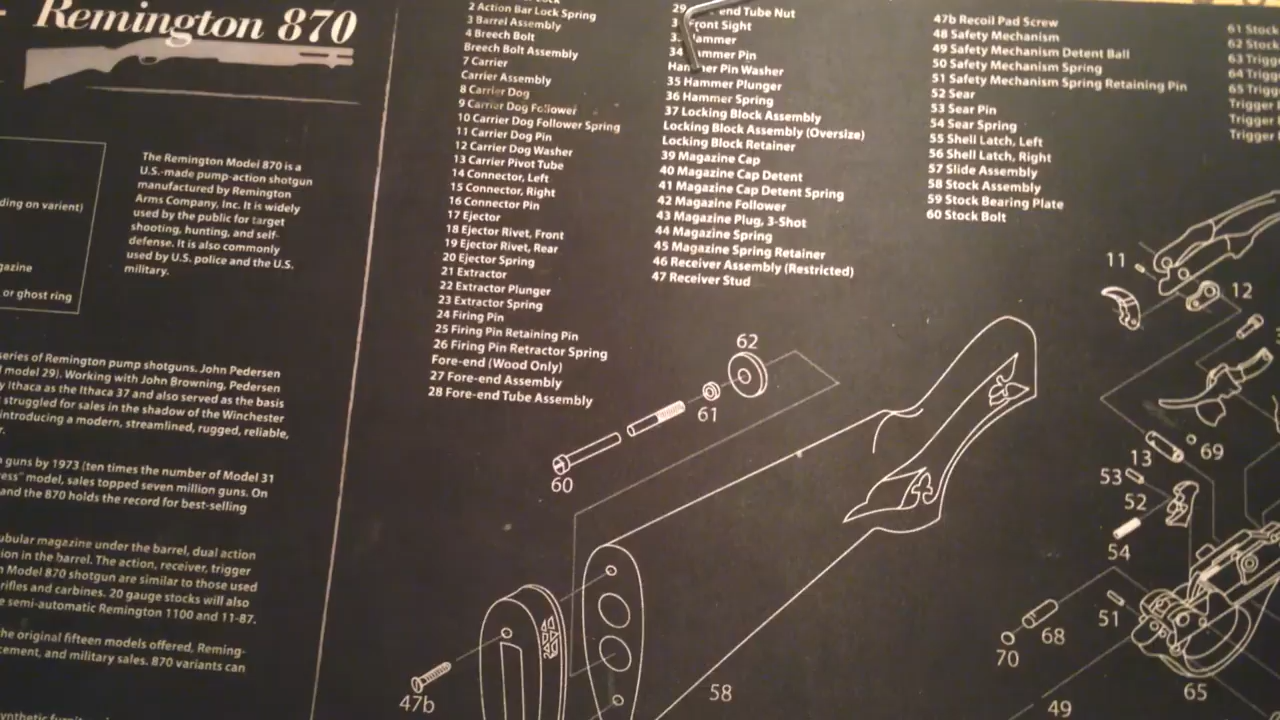 Remington 870
The Remington Model 870 is a
U.S.-made pump-action shotgun
manufactured by Remington
Arms Company, Inc. It is widely
used by the public for target
shooting, hunting, and self-
defense. It is also commonly
used by U.S. police and the U.S.
military.
ding on varient)
gazine
or ghost ring
series of Remington pump shotguns. John Pedersen
model 29). Working with John Browning, Pedersen
y Ithaca as the Ithaca 37 and also served as the basis
struggled for sales in the shadow of the Winchester
introducing a modern, streamlined, rugged, reliable,
guns by 1973 (ten times the number of Model 31
ress" model, sales topped seven million guns. On
and the 870 holds the record for best-selling
ubular magazine under the barrel, dual action
ion in the barrel. The action, receiver, trigger
n Model 870 shotgun are similar to those used
rifles and carbines. 20 gauge stocks will also
e semi-automatic Remington 1100 and 11-87.
he original fifteen models offered, Reming-
cement, and military sales. 870 variants can
2 Action Bar Lock Spring
3 Barrel Assembly
4 Breech Bolt
Breech Bolt Assembly
7 Carrier
Carrier Assembly
8 Carrier Dog
9 Carrier Dog Follower
10 Carrier Dog Follower Spring
11 Carrier Dog Pin
12 Carrier Dog Washer
13 Carrier Pivot Tube
14 Connector, Left
15 Connector, Right
16 Connector Pin
17 Ejector
18 Ejector Rivet, Front
19 Ejector Rivet, Rear
20 Ejector Spring
21 Extractor
22 Extractor Plunger
23 Extractor Spring
24 Firing Pin
25 Firing Pin Retaining Pin
26 Firing Pin Retractor Spring
Fore-end (Wood Only)
27 Fore-end Assembly
28 Fore-end Tube Assembly
29 end Tube Nut
3 Front Sight
3 Hammer
34 Hammer Pin
Hammer Pin Washer
35 Hammer Plunger
36 Hammer Spring
37 Locking Block Assembly
Locking Block Assembly (Oversize)
Locking Block Retainer
39 Magazine Cap
40 Magazine Cap Detent
41 Magazine Cap Detent Spring
42 Magazine Follower
43 Magazine Plug, 3-Shot
44 Magazine Spring
45 Magazine Spring Retainer
46 Receiver Assembly (Restricted)
47 Receiver Stud
47b Recoil Pad Screw
48 Safety Mechanism
49 Safety Mechanism Detent Ball
50 Safety Mechanism Spring
51 Safety Mechanism Spring Retaining Pin
52 Sear
53 Sear Pin
54 Sear Spring
55 Shell Latch, Left
56 Shell Latch, Right
57 Slide Assembly
58 Stock Assembly
59 Stock Bearing Plate
60 Stock Bolt
61 Stock
62 Stock
63 Trigg
64 Trigg
65 Trigg
Trigger
Trigger
Trigger
11
12
62
61
60
13
69
53
52
54
51
68
70
65
58
47b
49